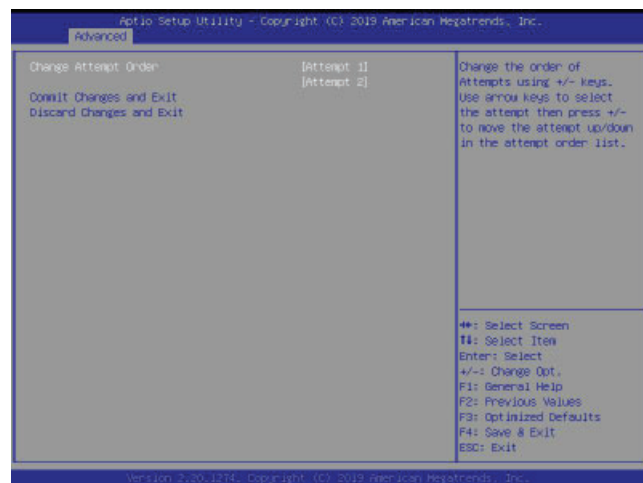 Aptio Setup Utility - Copyright (C) 2019 American Megatrends, Inc.
Advanced
Change Attempt Order [Attempt 1]
[Attempt 2]
Commit Changes and Exit
Discard Changes and Exit
Change the order of
Attempts using +/- keys.
Use arrow keys to select
the attempt then press +/-
to move the attempt up/down
in the attempt order list.
→←: Select Screen
↑↓: Select Item
Enter: Select
+/-: Change Opt.
F1: General Help
F2: Previous Values
F3: Optimized Defaults
F4: Save & Exit
ESC: Exit
Version 2.20.1274. Copyright (C) 2019 American Megatrends, Inc.